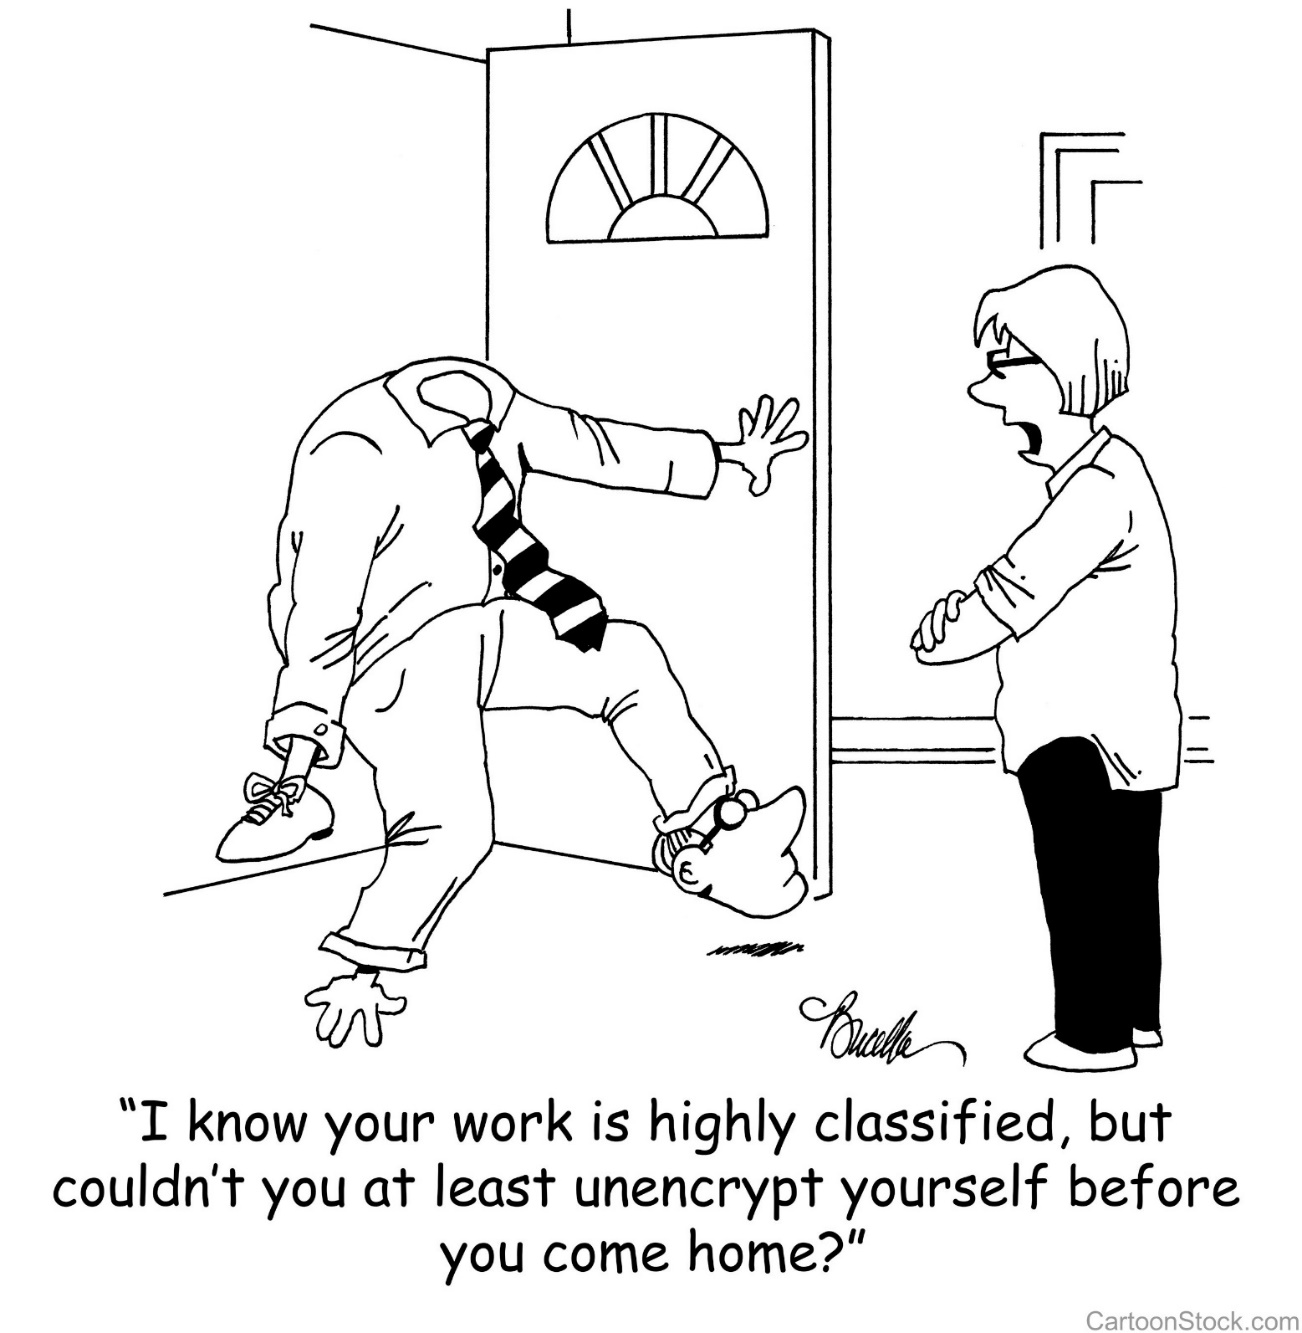 Bucella
"I know your work is highly classified, but
couldn't you at least unencrypt yourself before
you come home?"
CartoonStock.com